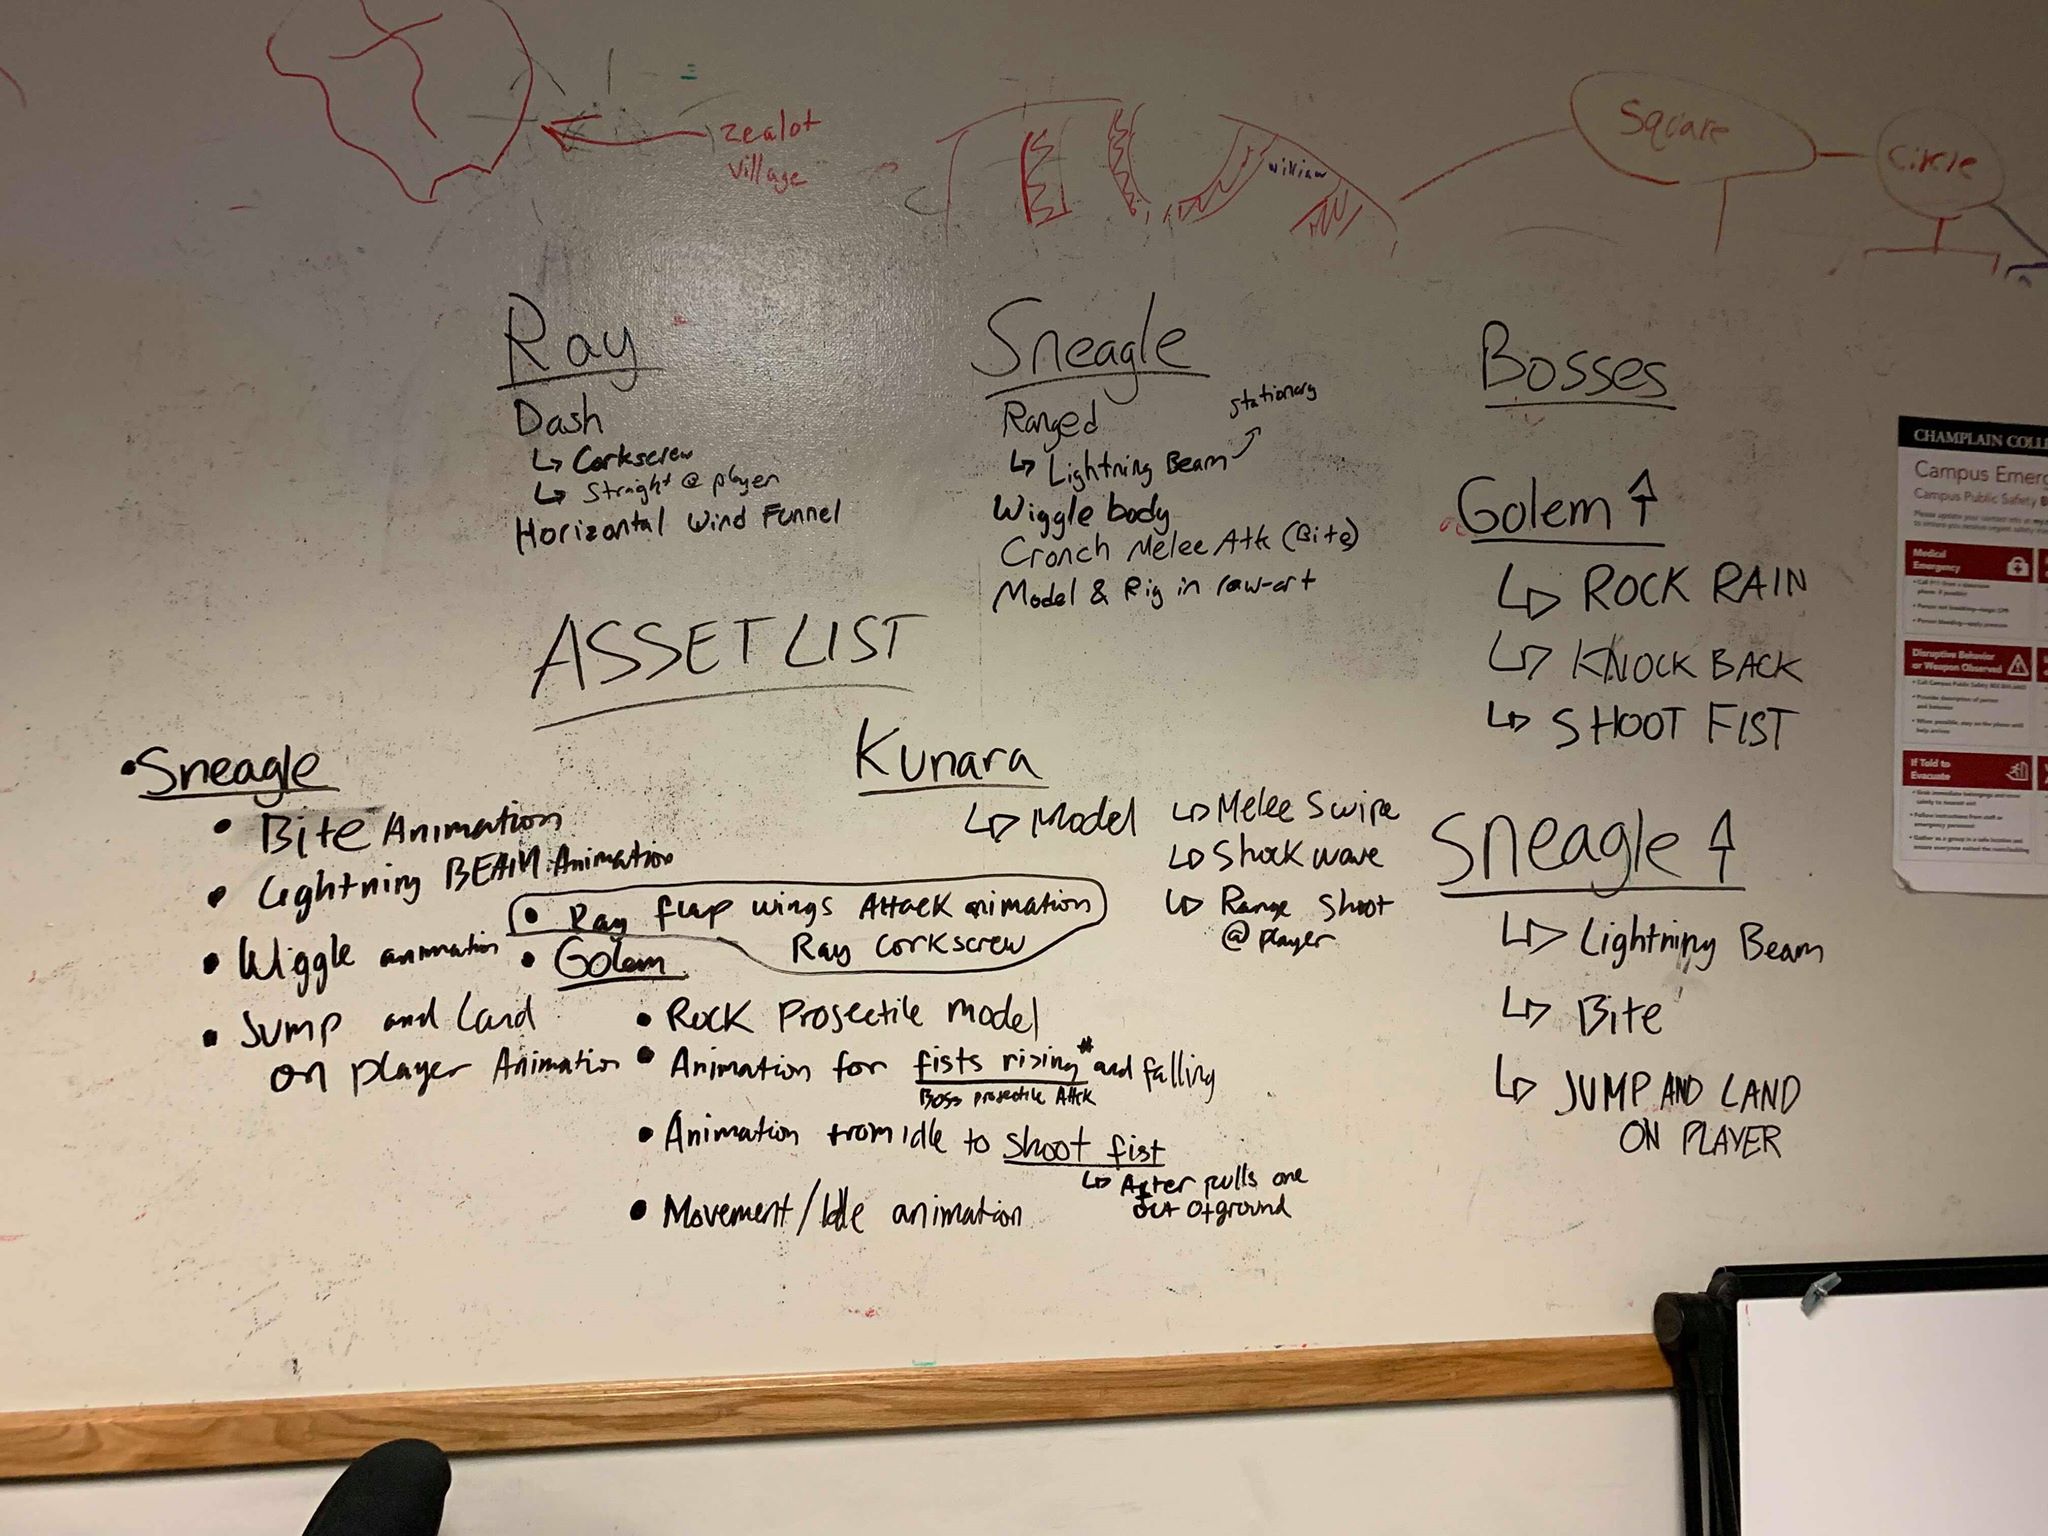 zealot
village
william
Square
Circle
Ray
Dash
↳ Corkscrew
↳ Straight @ player
Horizontal Wind Funnel
Sneagle
Ranged
stationary
↳ Lightning Beam
Wiggle body
Cronch Melee Attk (Bite)
Model & Rig in raw-art
Bosses
Golem ↑
↳ ROCK RAIN
↳ KNOCK BACK
↳ SHOOT FIST
Sneagle ↑
↳ Lightning Beam
↳ Bite
↳ JUMP AND LAND
ON PLAYER
ASSET LIST
• Sneagle
• Bite Animation
• Lightning BEAM Animation
• Wiggle animation
• Jump and Land
on player Animation
Kunara
↳ Model
↳ Melee Swipe
↳ Shock wave
↳ Range Shoot
@ player
• Ray flap wings Attack animation
Ray corkscrew
• Golem
• Rock Projectile Model
• Animation for fists rising* and falling
Boss projectile Attk
• Animation from idle to shoot fist
↳ After pulls one
out of ground
• Movement/Idle animation
CHAMPLAIN COLL
Campus Emerg
Campus Public Safety
Medical
Emergency
Disruptive Behavior
or Weapon Observed
If Told to
Evacuate